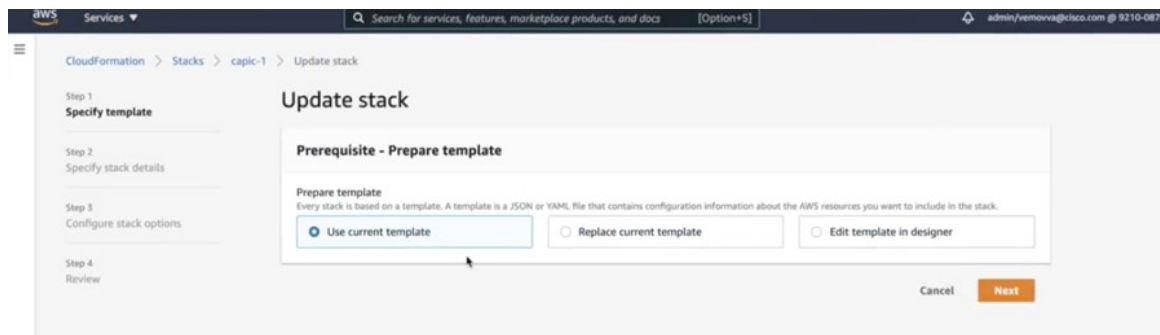 aws Services ▼ Search for services, features, marketplace products, and docs [Option+S] admin/vemovva@cisco.com @ 9210-087
CloudFormation > Stacks > capic-1 > Update stack
Step 1
Specify template
Step 2
Specify stack details
Step 3
Configure stack options
Step 4
Review
Update stack
Prerequisite - Prepare template
Prepare template
Every stack is based on a template. A template is a JSON or YAML file that contains configuration information about the AWS resources you want to include in the stack.
Use current template Replace current template Edit template in designer
Cancel Next